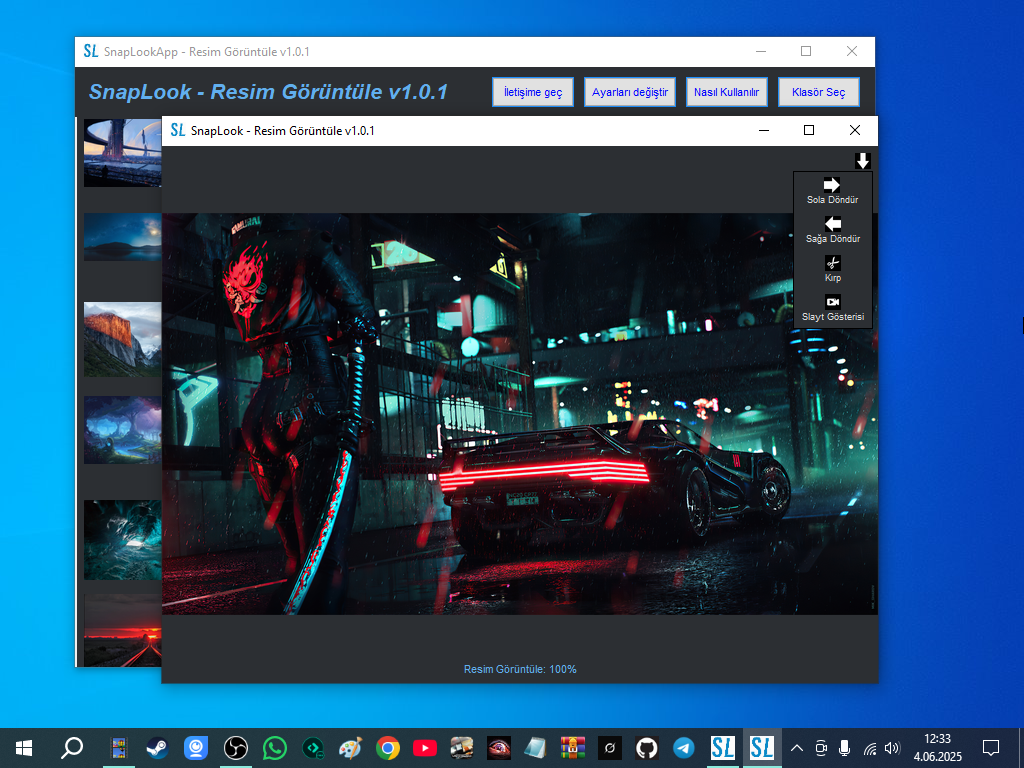 SL SnapLookApp - Resim Görüntüle v1.0.1
SnapLook - Resim Görüntüle v1.0.1
İletişime geç
Ayarları değiştir
Nasıl Kullanılır
Klasör Seç
SL SnapLook - Resim Görüntüle v1.0.1
Sola Döndür
Sağa Döndür
Kırp
Slayt Gösterisi
SAMURAI
Resim Görüntüle: 100%
SL
SL
12:33
4.06.2025